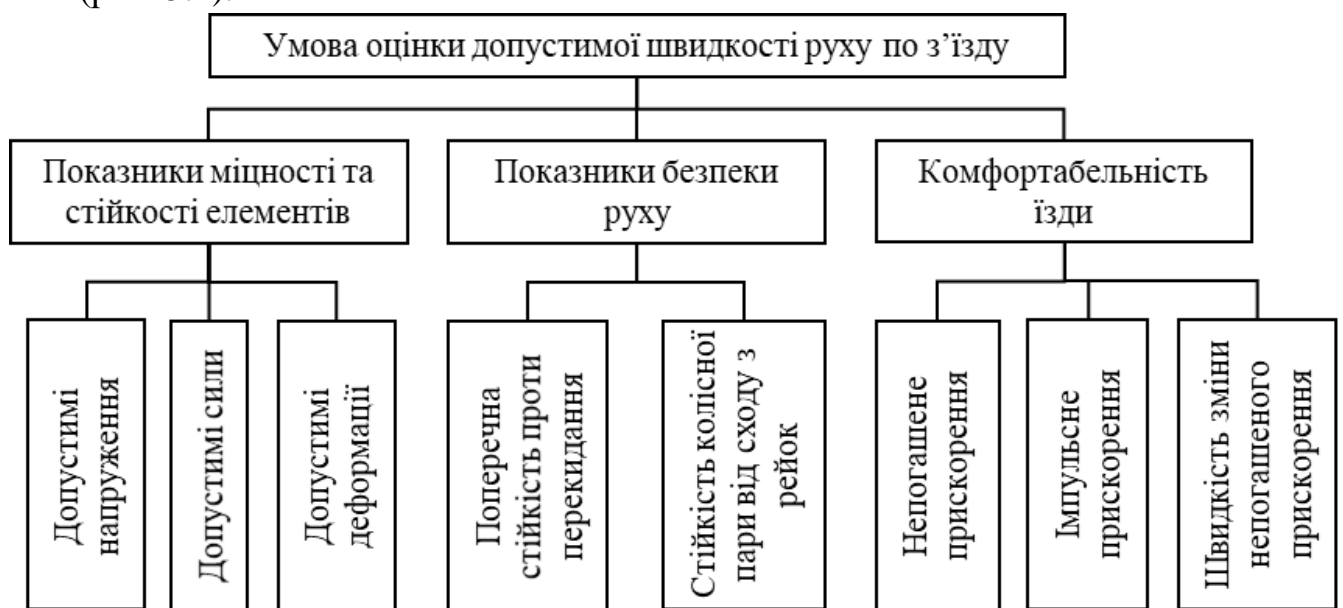 Умова оцінки допустимої швидкості руху по з’їзду
Показники міцності та
стійкості елементів
Показники безпеки
руху
Комфортабельність
їзди
Допустимі
напруження
Допустимі сили
Допустимі
деформації
Поперечна
стійкість проти
перекидання
Стійкість колісної
пари від сходу з
рейок
Непогашене
прискорення
Імпульсне
прискорення
Швидкість зміни
непогашеного
прискорення